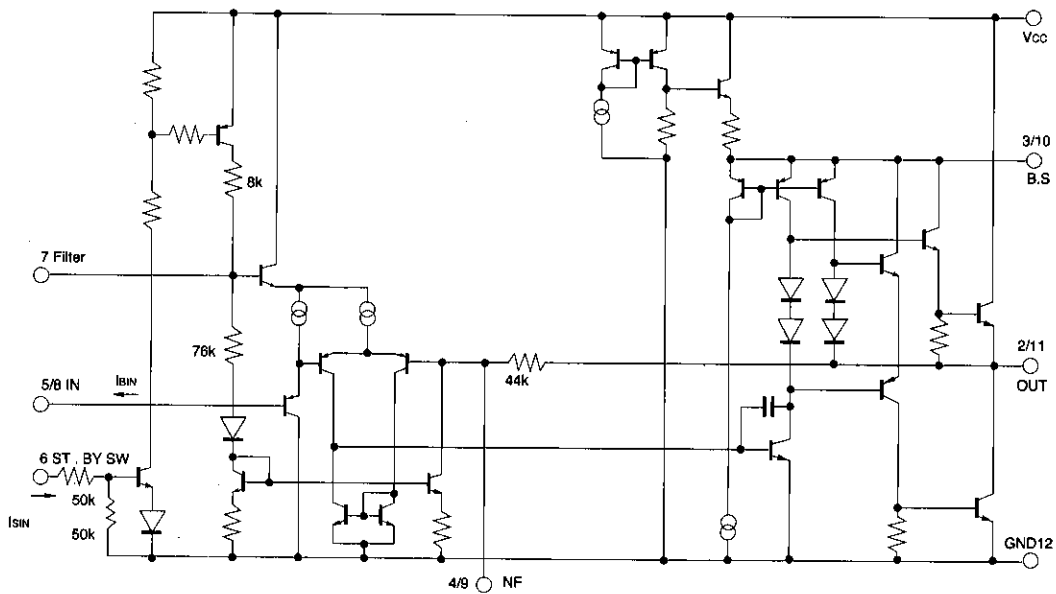 Vcc
3/10
B.S
8k
7 Filter
76k
44k
2/11
OUT
5/8 IN
IBIN
6 ST . BY SW
50k
ISIN
50k
GND12
4/9
NF